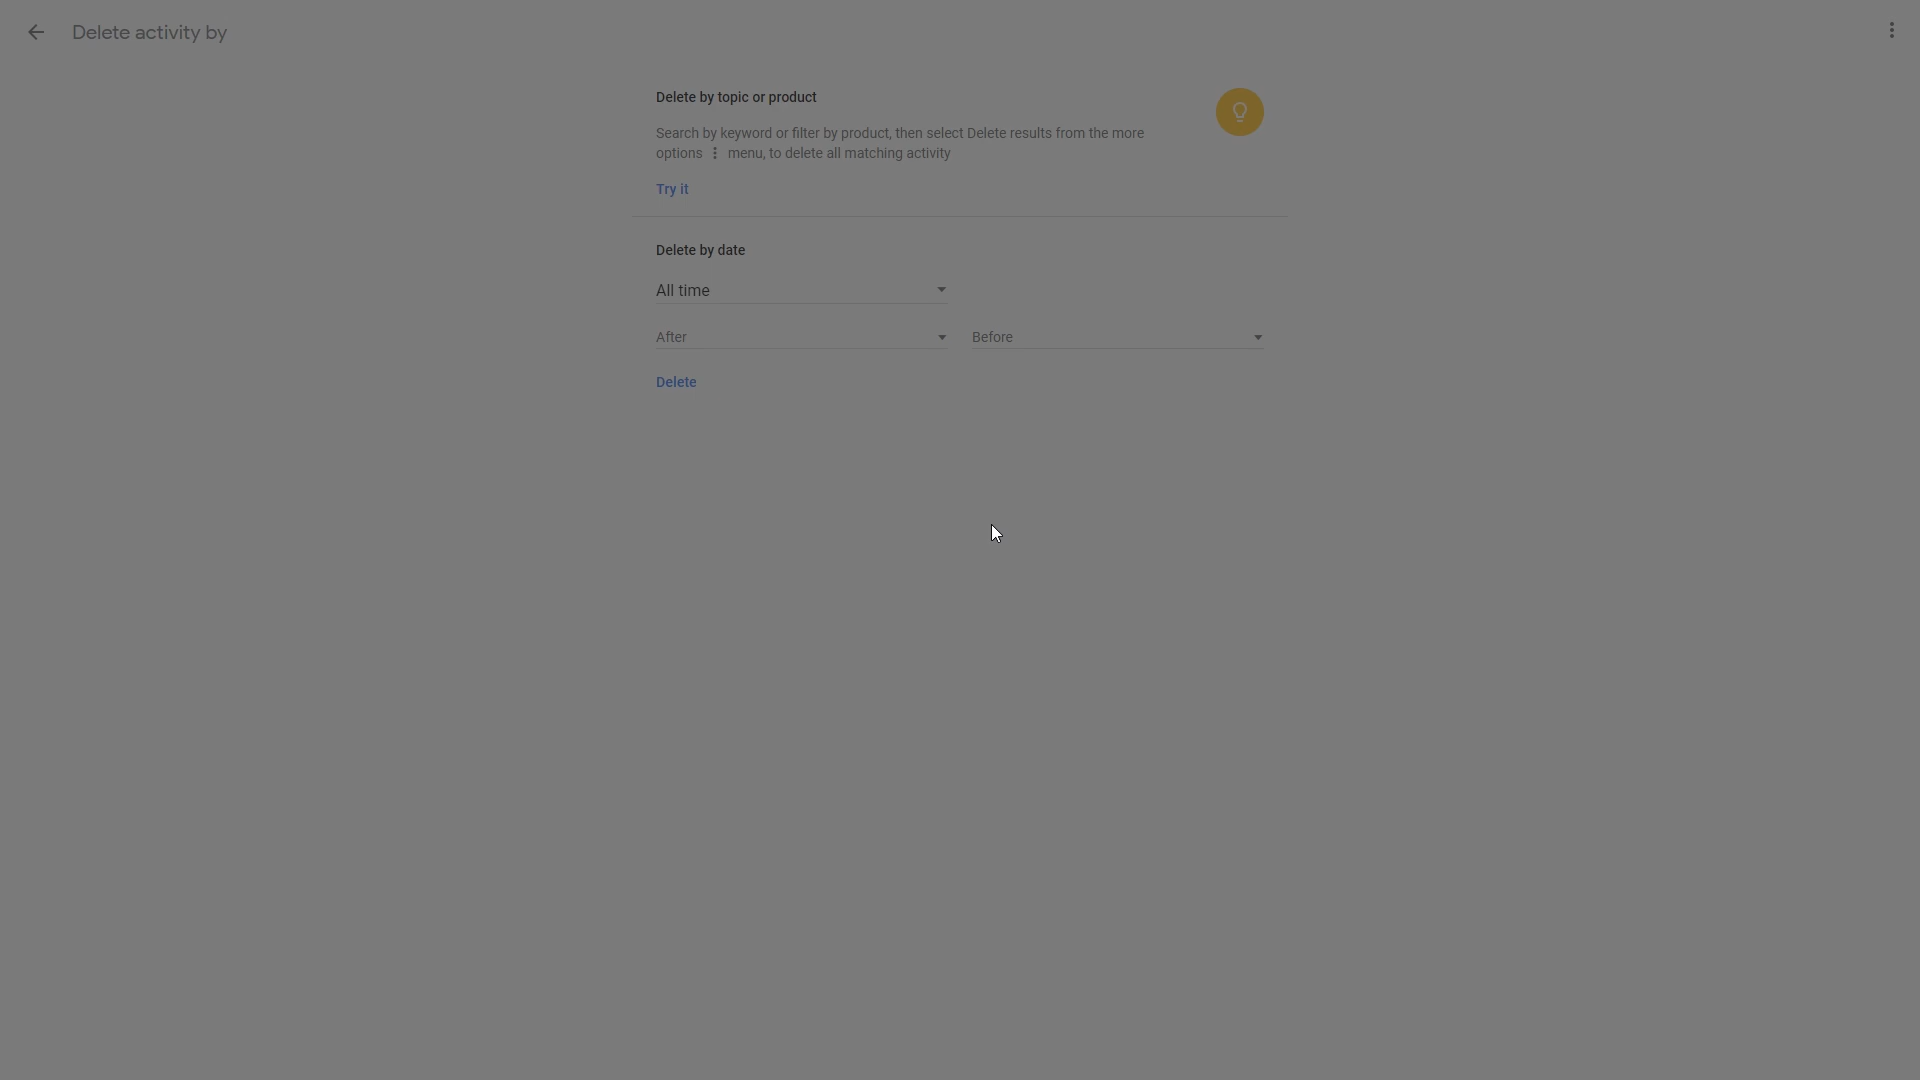 Delete activity by
Delete by topic or product
Search by keyword or filter by product, then select Delete results from the more
options menu, to delete all matching activity
Try it
Delete by date
All time
After
Before
Delete